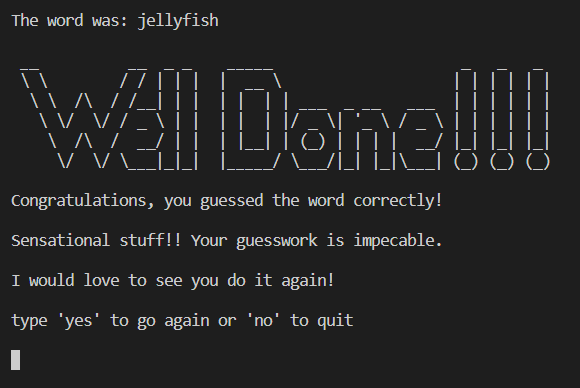 The word was: jellyfish
Well Done!!!
Congratulations, you guessed the word correctly!
Sensational stuff!! Your guesswork is impecable.
I would love to see you do it again!
type 'yes' to go again or 'no' to quit